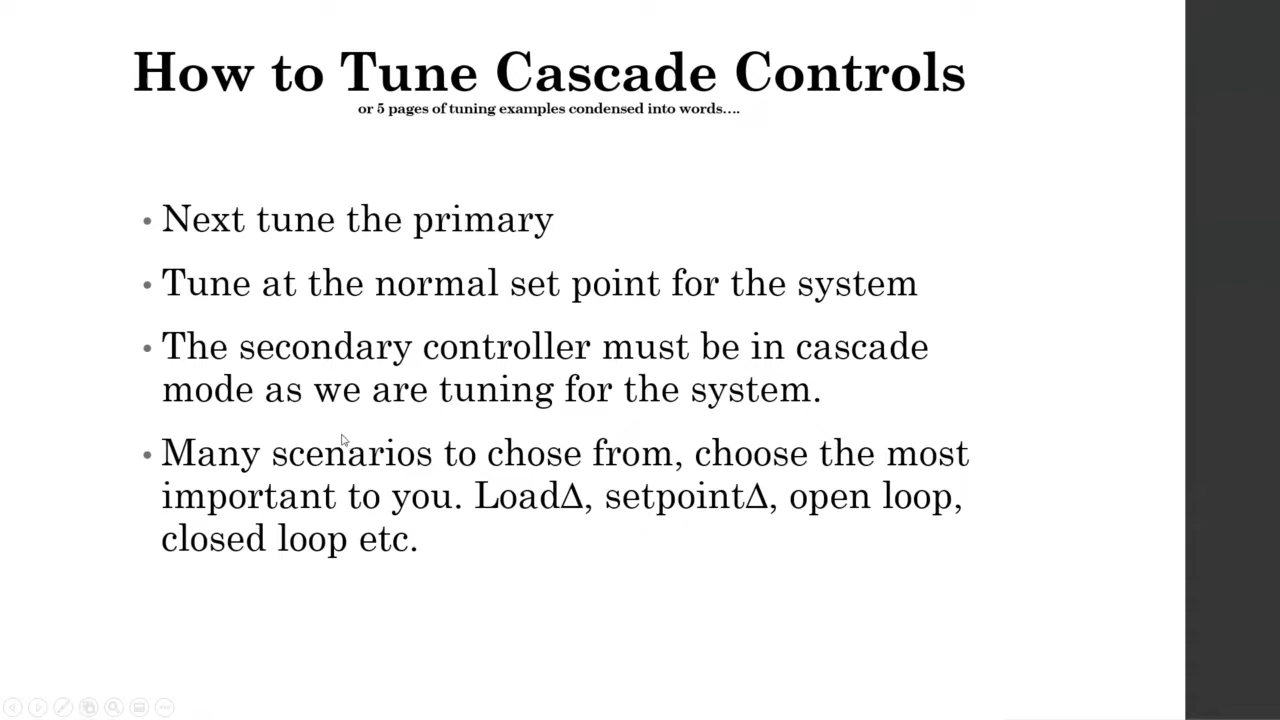 How to Tune Cascade Controls
or 5 pages of tuning examples condensed into words....
• Next tune the primary
• Tune at the normal set point for the system
• The secondary controller must be in cascade
mode as we are tuning for the system.
• Many scenarios to chose from, choose the most
important to you. Load∆, setpoint∆, open loop,
closed loop etc.